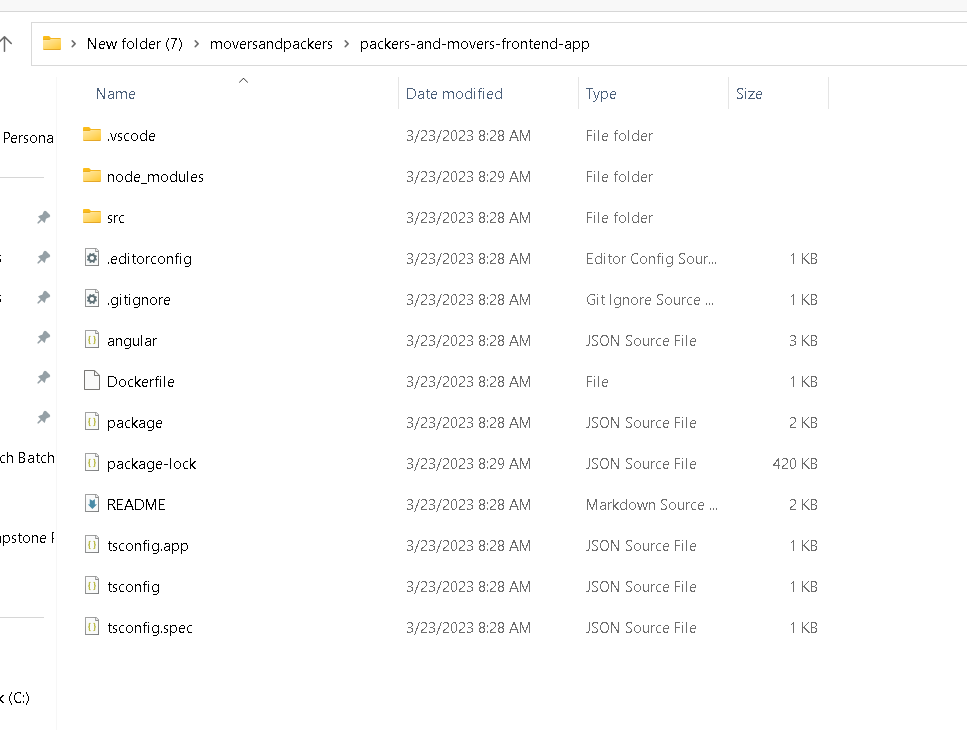 New folder (7) > moversandpackers > packers-and-movers-frontend-app
Name Date modified Type Size
.vscode 3/23/2023 8:28 AM File folder
node_modules 3/23/2023 8:29 AM File folder
src 3/23/2023 8:28 AM File folder
.editorconfig 3/23/2023 8:28 AM Editor Config Sour... 1 KB
.gitignore 3/23/2023 8:28 AM Git Ignore Source ... 1 KB
angular 3/23/2023 8:28 AM JSON Source File 3 KB
Dockerfile 3/23/2023 8:28 AM File 1 KB
package 3/23/2023 8:28 AM JSON Source File 2 KB
package-lock 3/23/2023 8:29 AM JSON Source File 420 KB
README 3/23/2023 8:28 AM Markdown Source ... 2 KB
tsconfig.app 3/23/2023 8:28 AM JSON Source File 1 KB
tsconfig 3/23/2023 8:28 AM JSON Source File 1 KB
tsconfig.spec 3/23/2023 8:28 AM JSON Source File 1 KB
Persona
s
s
ch Batch
pstone
k (C:)